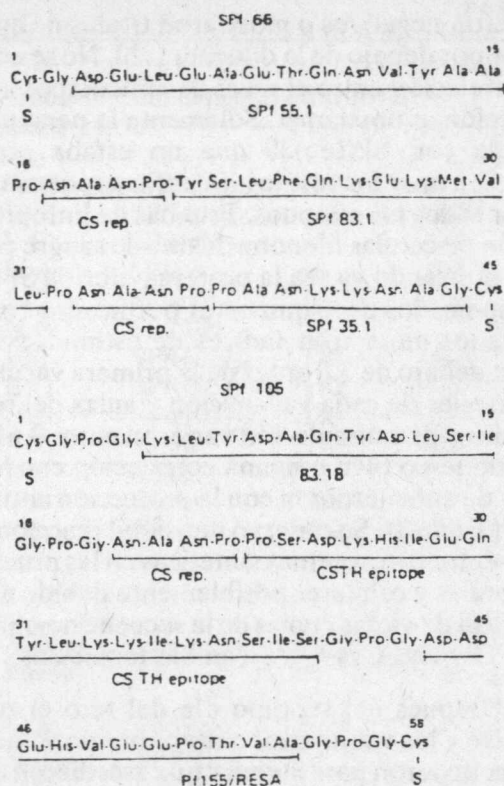 SPf 66
15
Cys-Gly-Asp-Glu-Leu-Glu-Ala-Glu-Thr-Gln-Asn-Val-Tyr-Ala-Ala
S SPf 55.1
16 30
Pro-Asn-Ala-Asn-Pro-Tyr-Ser-Leu-Phe-Gln-Lys-Glu-Lys-Met-Val
CS rep. SPf 83.1
31 45
Leu-Pro-Asn-Ala-Asn-Pro-Pro-Ala-Asn-Lys-Lys-Asn-Ala-Gly-Cys
CS rep. SPf 35.1 S
SPf 105
15
Cys-Gly-Pro-Gly-Lys-Leu-Tyr-Asp-Ala-Gln-Tyr-Asp-Leu-Ser-Ile
S 83.18
16 30
Gly-Pro-Gly-Asn-Ala-Asn-Pro-Pro-Ser-Asp-Lys-His-Ile-Glu-Gln
CS rep. CSTH epitope
31 45
Tyr-Leu-Lys-Lys-Ile-Lys-Asn-Ser-Ile-Ser-Gly-Pro-Gly-Asp-Asp
CS TH epitope
46 58
Glu-His-Val-Glu-Glu-Pro-Thr-Val-Ala-Gly-Pro-Gly-Cys
Pf155/RESA S